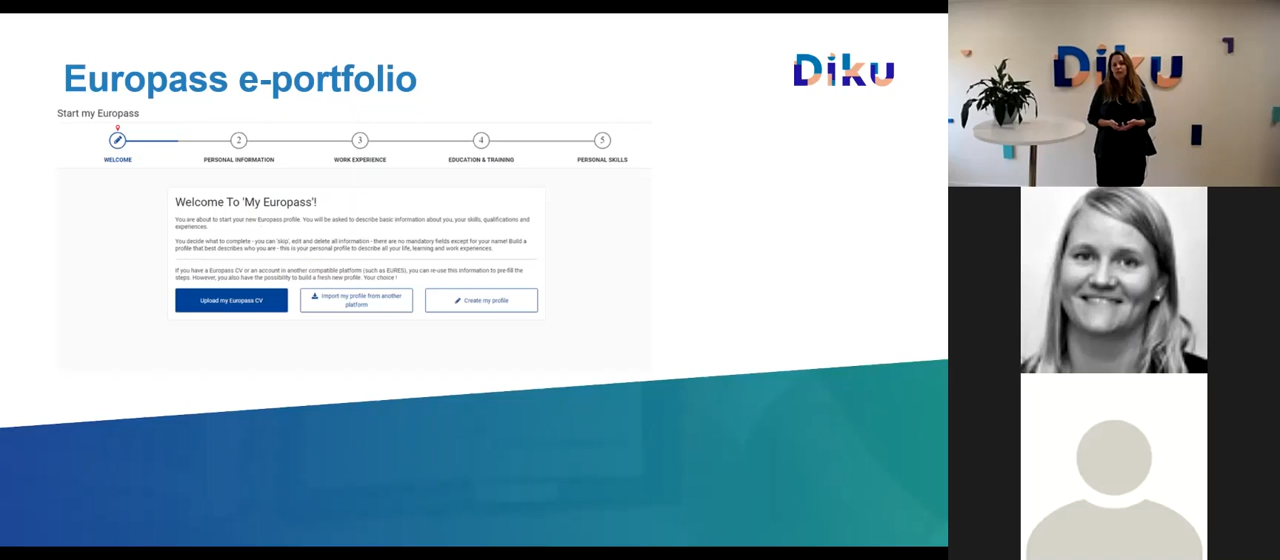 Europass e-portfolio
Diku
Start my Europass
2
3
4
5
WELCOME
PERSONAL INFORMATION
WORK EXPERIENCE
EDUCATION & TRAINING
PERSONAL SKILLS
Welcome To 'My Europass'!
You are about to start your new Europass profile. You will be asked to describe basic information about you, your skills, qualifications and
experiences.
You decide what to complete - you can 'skip', edit and delete all information - there are no mandatory fields except for your name! Build a
profile that best describes who you are - this is your personal profile to describe all your life, learning and work experiences.
If you have a Europass CV or an account in another compatible platform (such as EURES), you can re-use this information to pre-fill the
steps. However, you also have the possibility to build a fresh new profile. Your choice !
Upload my Europass CV
Import my profile from another
platform
Create my profile
Diku